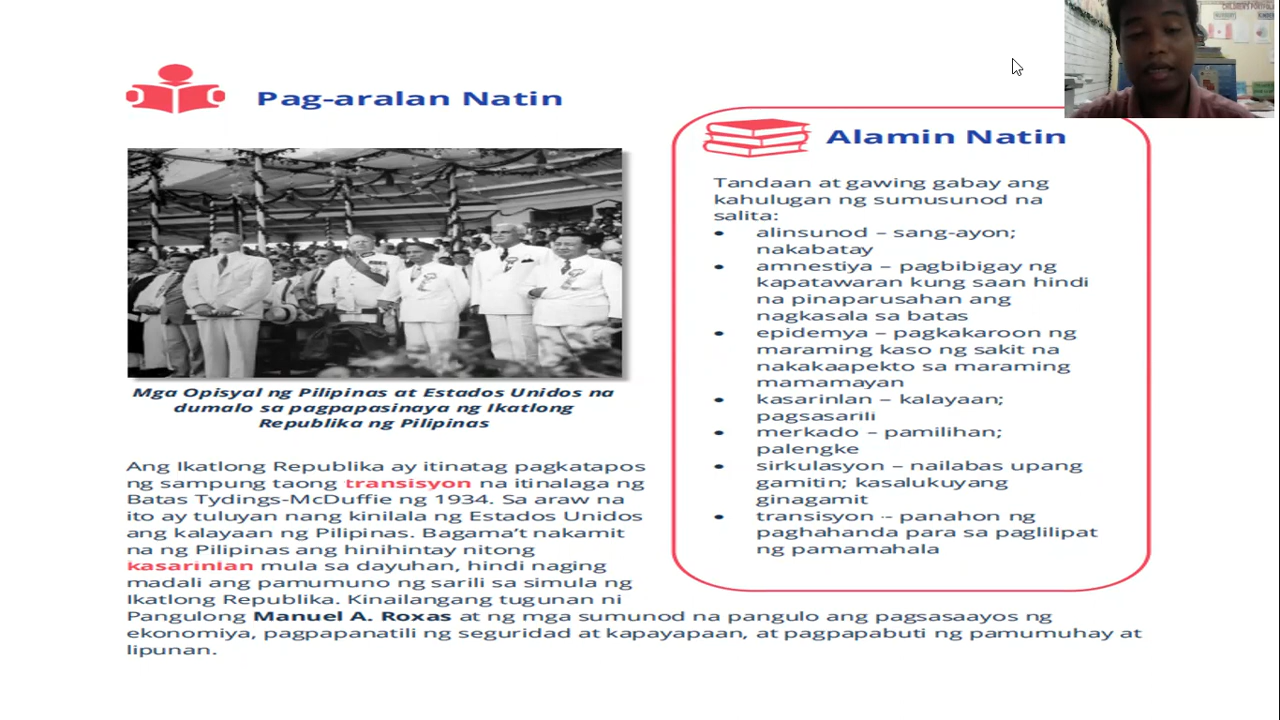 Pag-aralan Natin
Mga Opisyal ng Pilipinas at Estados Unidos na
dumalo sa pagpapasinaya ng Ikatlong
Republika ng Pilipinas
Ang Ikatlong Republika ay itinatag pagkatapos
ng sampung taong transisyon na itinalaga ng
Batas Tydings-McDuffie ng 1934. Sa araw na
ito ay tuluyan nang kinilala ng Estados Unidos
ang kalayaan ng Pilipinas. Bagama't nakamit
na ng Pilipinas ang hinihintay nitong
kasarinlan mula sa dayuhan, hindi naging
madali ang pamumuno ng sarili sa simula ng
Ikatlong Republika. Kinailangang tugunan ni
Pangulong Manuel A. Roxas at ng mga sumunod na pangulo ang pagsasaayos ng
ekonomiya, pagpapanatili ng seguridad at kapayapaan, at pagpapabuti ng pamumuhay at
lipunan.
Alamin Natin
Tandaan at gawing gabay ang
kahulugan ng sumusunod na
salita:
• alinsunod – sang-ayon;
nakabatay
• amnestiya – pagbibigay ng
kapatawaran kung saan hindi
na pinaparusahan ang
nagkasala sa batas
• epidemya – pagkakaroon ng
maraming kaso ng sakit na
nakakaapekto sa maraming
mamamayan
• kasarinlan – kalayaan;
pagsasarili
• merkado – pamilihan;
palengke
• sirkulasyon – nailabas upang
gamitin; kasalukuyang
ginagamit
• transisyon – panahon ng
paghahanda para sa paglilipat
ng pamamahala